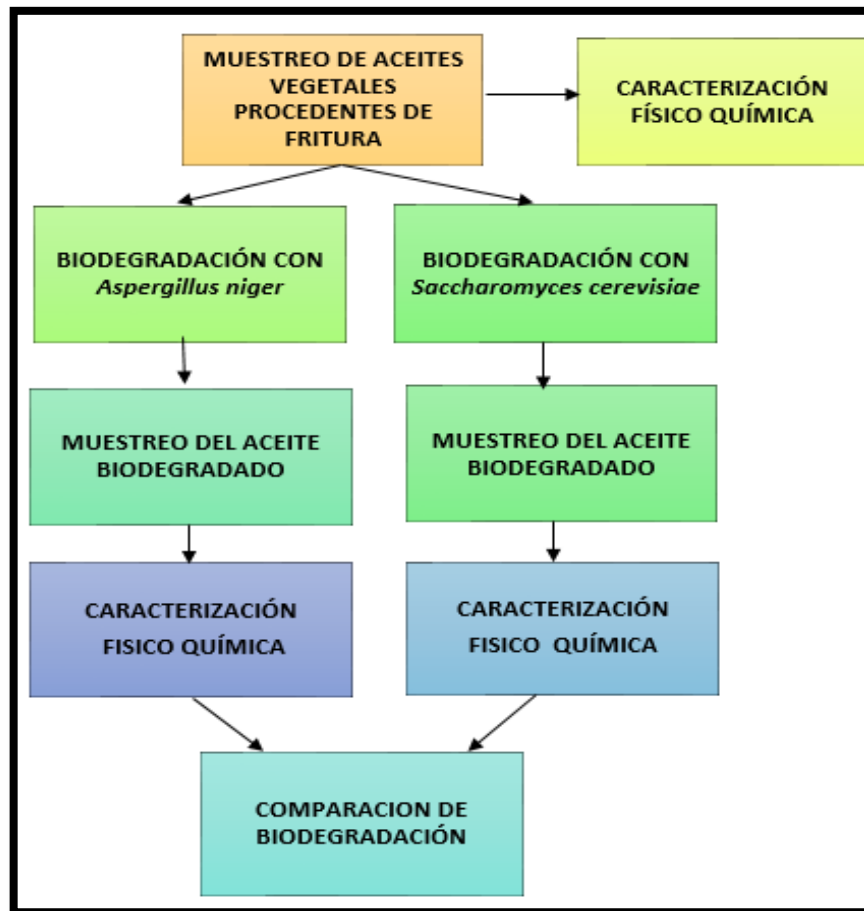 MUESTREO DE ACEITES
VEGETALES
PROCEDENTES DE
FRITURA
CARACTERIZACIÓN
FÍSICO QUÍMICA
BIODEGRADACIÓN CON
Aspergillus niger
BIODEGRADACIÓN CON
Saccharomyces cerevisiae
MUESTREO DEL ACEITE
BIODEGRADADO
MUESTREO DEL ACEITE
BIODEGRADADO
CARACTERIZACIÓN
FISICO QUÍMICA
CARACTERIZACIÓN
FISICO QUÍMICA
COMPARACION DE
BIODEGRADACIÓN